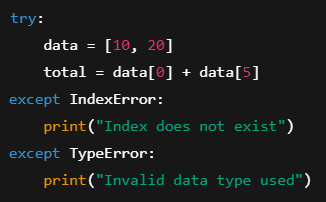 try:
    data = [10, 20]
    total = data[0] + data[5]
except IndexError:
    print("Index does not exist")
except TypeError:
    print("Invalid data type used")